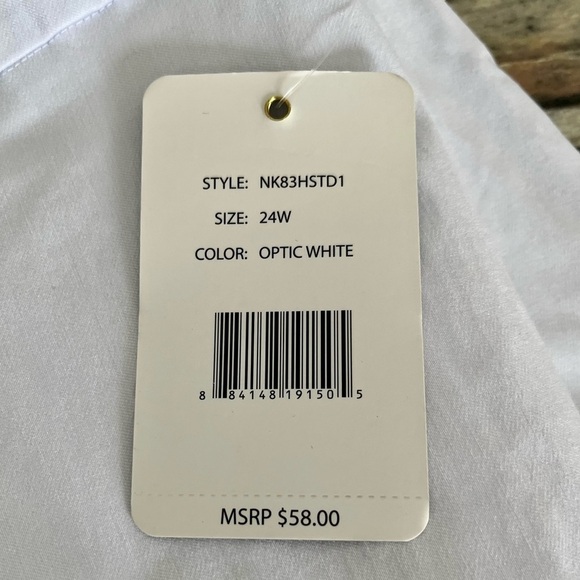 STYLE: NK83HSTD1
SIZE: 24W
COLOR: OPTIC WHITE
8 84148 19150 5
MSRP $58.00